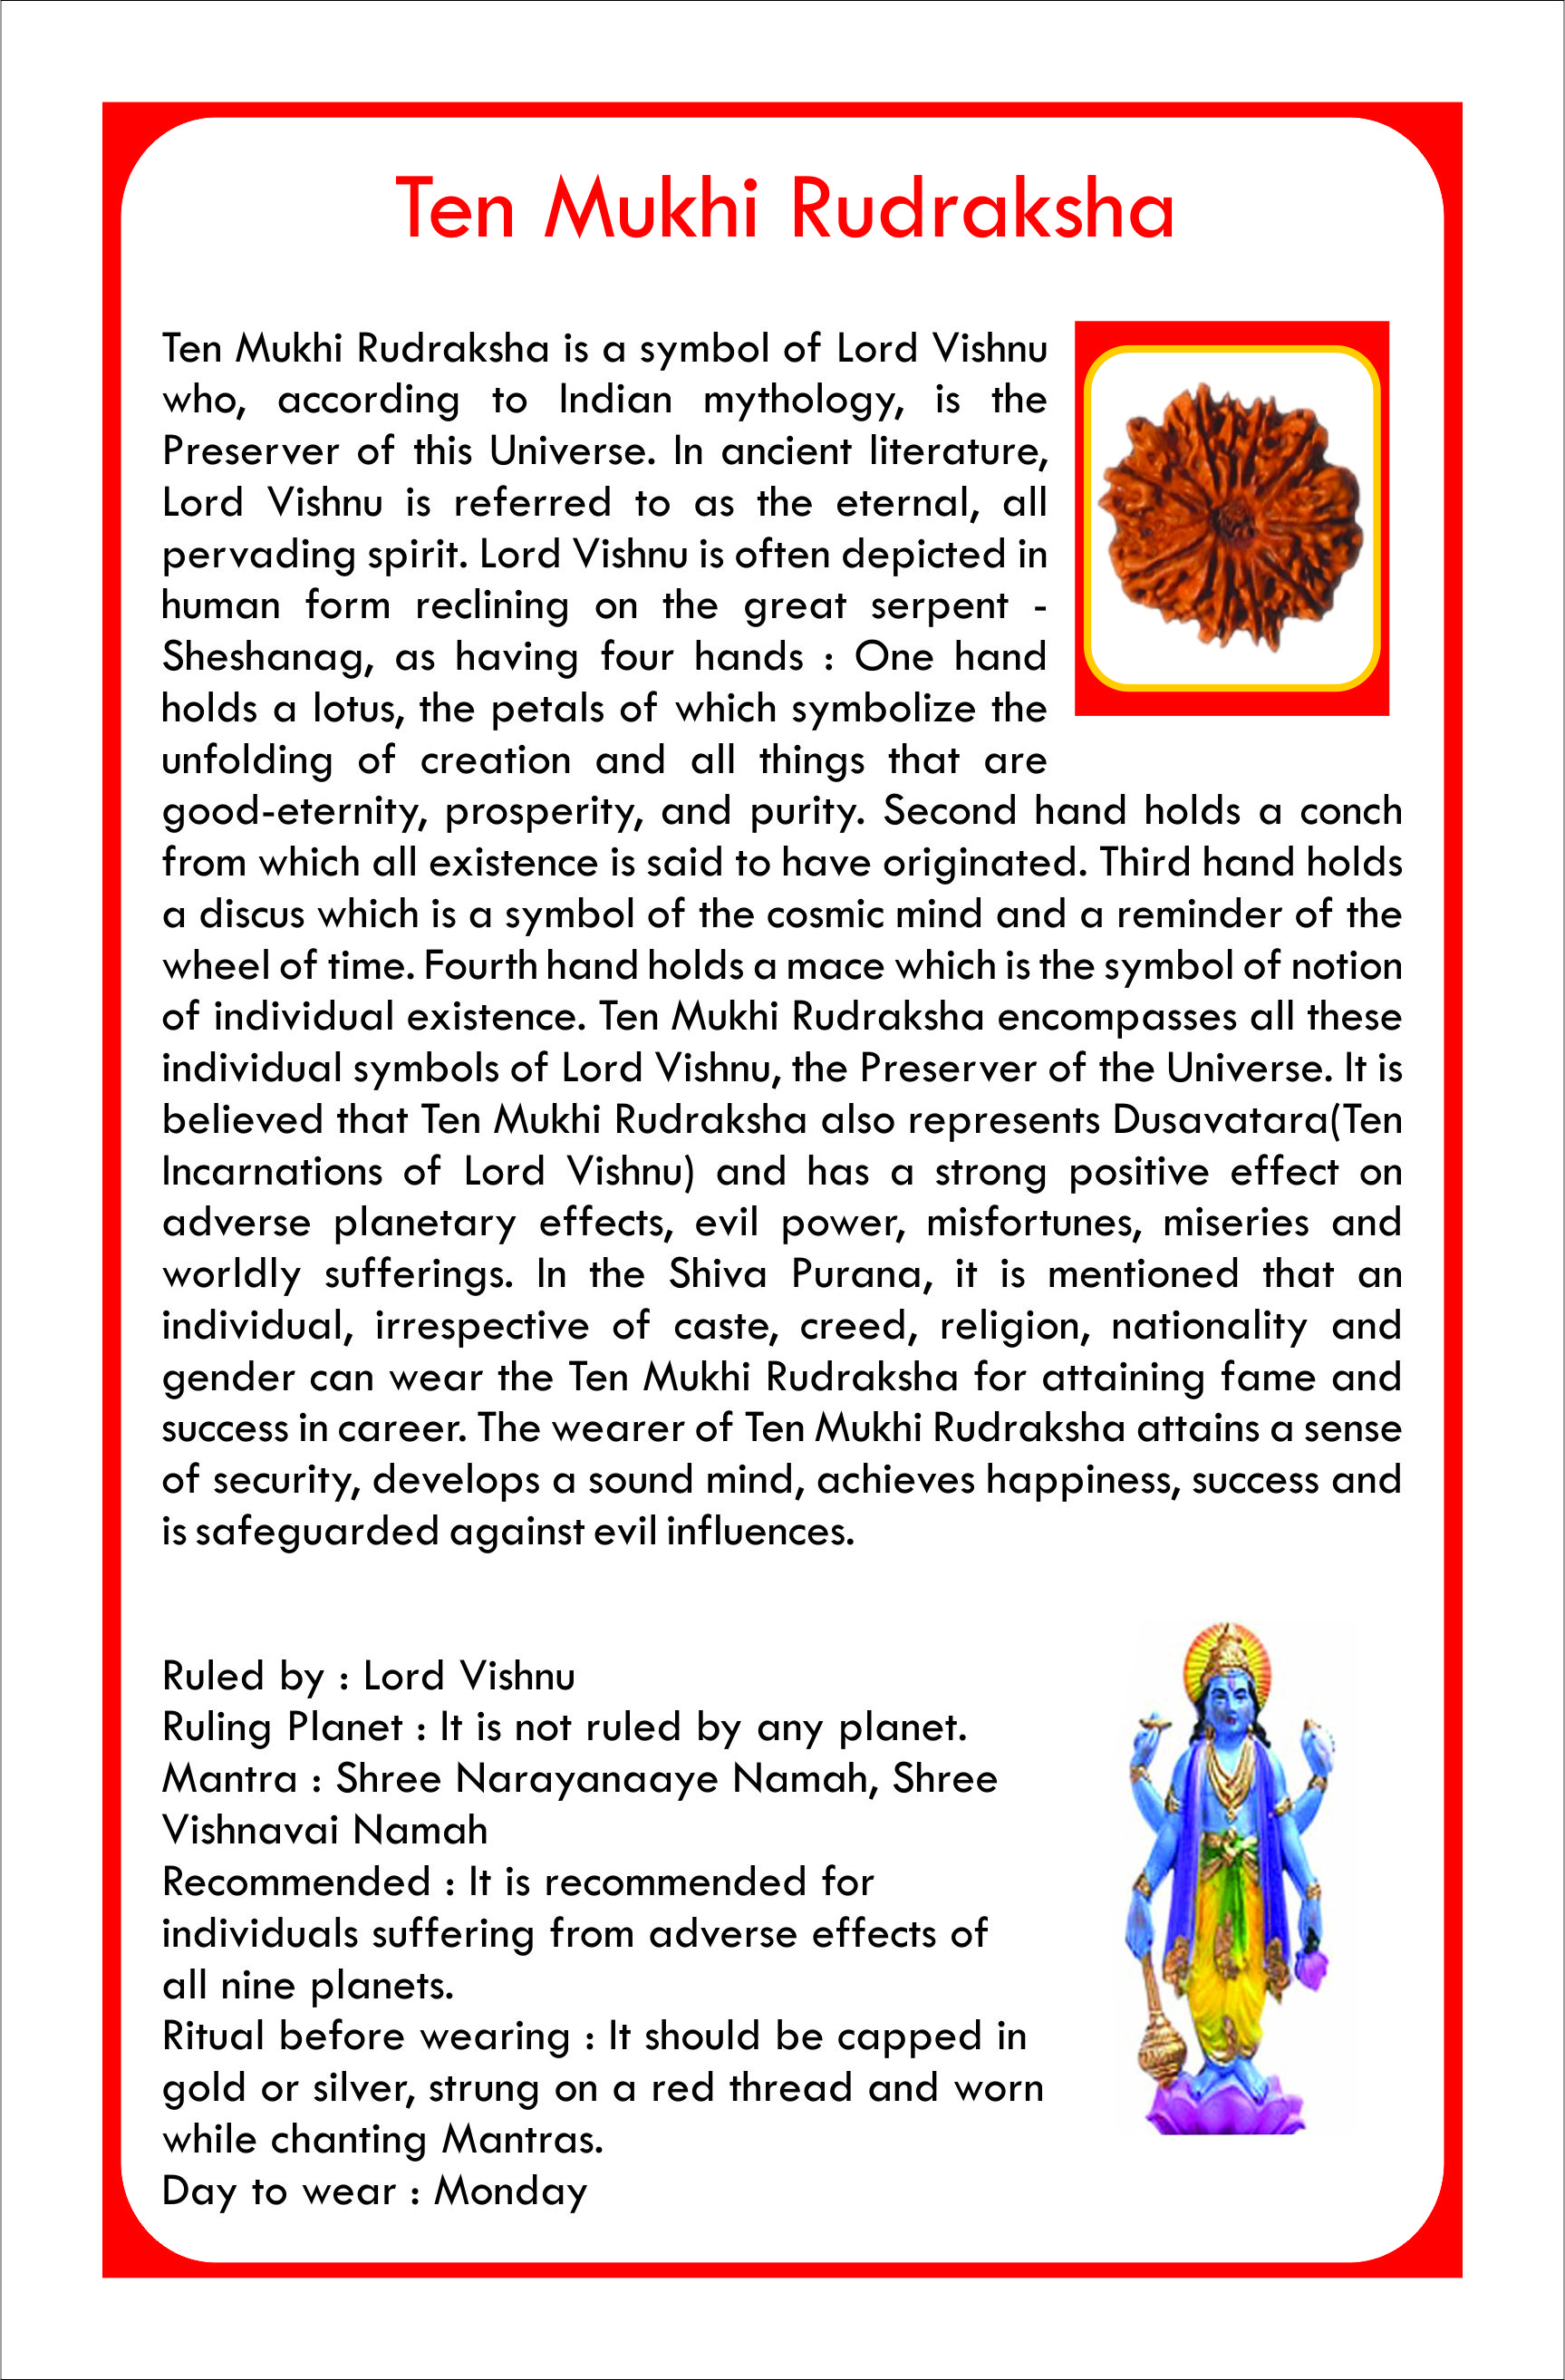 Ten Mukhi Rudraksha
Ten Mukhi Rudraksha is a symbol of Lord Vishnu
who, according to Indian mythology, is the
Preserver of this Universe. In ancient literature,
Lord Vishnu is referred to as the eternal, all
pervading spirit. Lord Vishnu is often depicted in
human form reclining on the great serpent -
Sheshanag, as having four hands : One hand
holds a lotus, the petals of which symbolize the
unfolding of creation and all things that are
good-eternity, prosperity, and purity. Second hand holds a conch
from which all existence is said to have originated. Third hand holds
a discus which is a symbol of the cosmic mind and a reminder of the
wheel of time. Fourth hand holds a mace which is the symbol of notion
of individual existence. Ten Mukhi Rudraksha encompasses all these
individual symbols of Lord Vishnu, the Preserver of the Universe. It is
believed that Ten Mukhi Rudraksha also represents Dusavatara(Ten
Incarnations of Lord Vishnu) and has a strong positive effect on
adverse planetary effects, evil power, misfortunes, miseries and
worldly sufferings. In the Shiva Purana, it is mentioned that an
individual, irrespective of caste, creed, religion, nationality and
gender can wear the Ten Mukhi Rudraksha for attaining fame and
success in career. The wearer of Ten Mukhi Rudraksha attains a sense
of security, develops a sound mind, achieves happiness, success and
is safeguarded against evil influences.
Ruled by : Lord Vishnu
Ruling Planet : It is not ruled by any planet.
Mantra : Shree Narayanaaye Namah, Shree
Vishnavai Namah
Recommended : It is recommended for
individuals suffering from adverse effects of
all nine planets.
Ritual before wearing : It should be capped in
gold or silver, strung on a red thread and worn
while chanting Mantras.
Day to wear : Monday